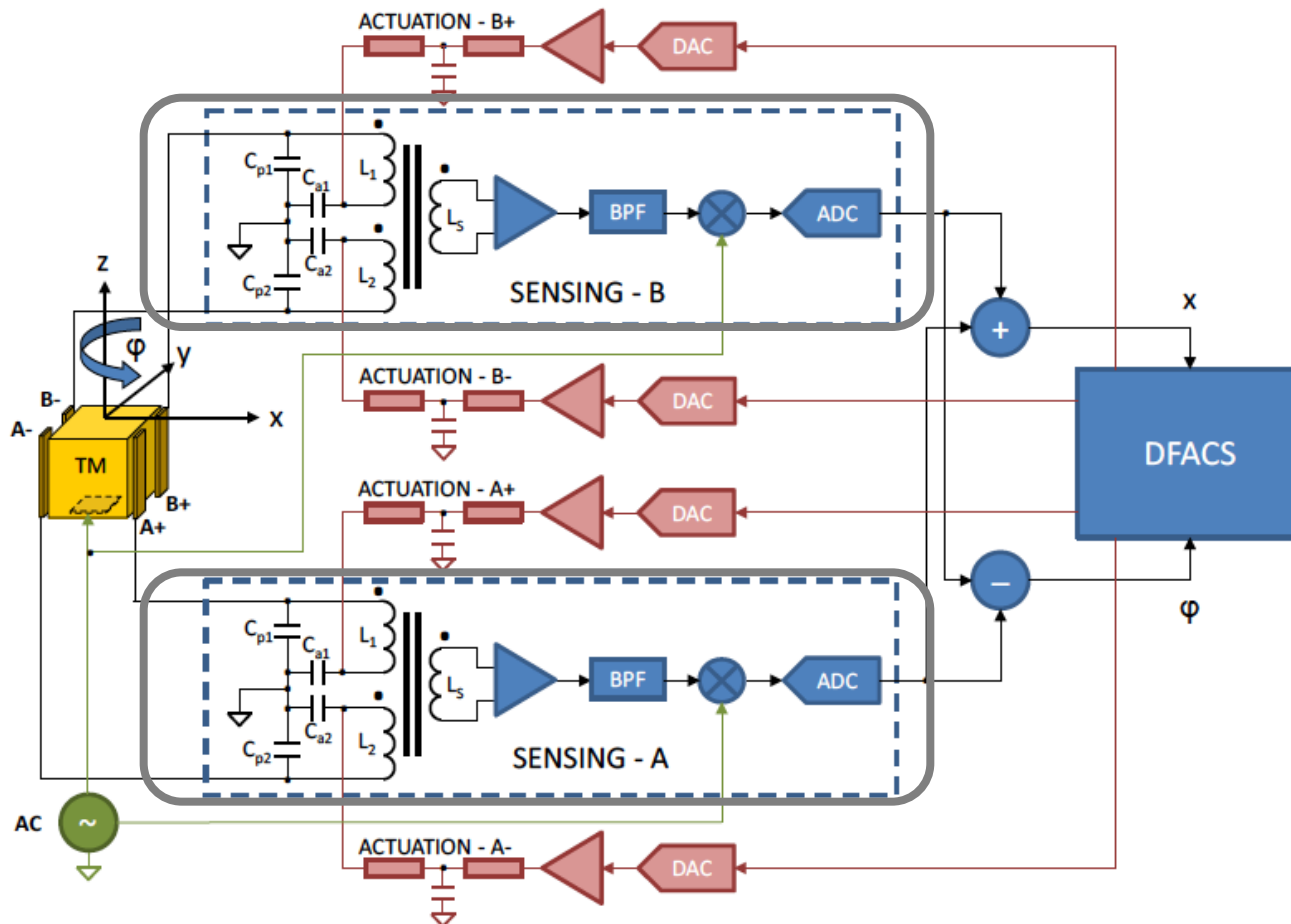 ACTUATION - B+
DAC
Cp1
Ca1
L1
Ca2
Cp2
L2
LS
BPF
ADC
SENSING - B
z
φ
y
x
B-
A-
TM
B+
A+
ACTUATION - B-
DAC
+
x
DFACS
ACTUATION - A+
DAC
–
φ
Cp1
Ca1
L1
Ca2
Cp2
L2
LS
BPF
ADC
SENSING - A
AC
~
ACTUATION - A-
DAC